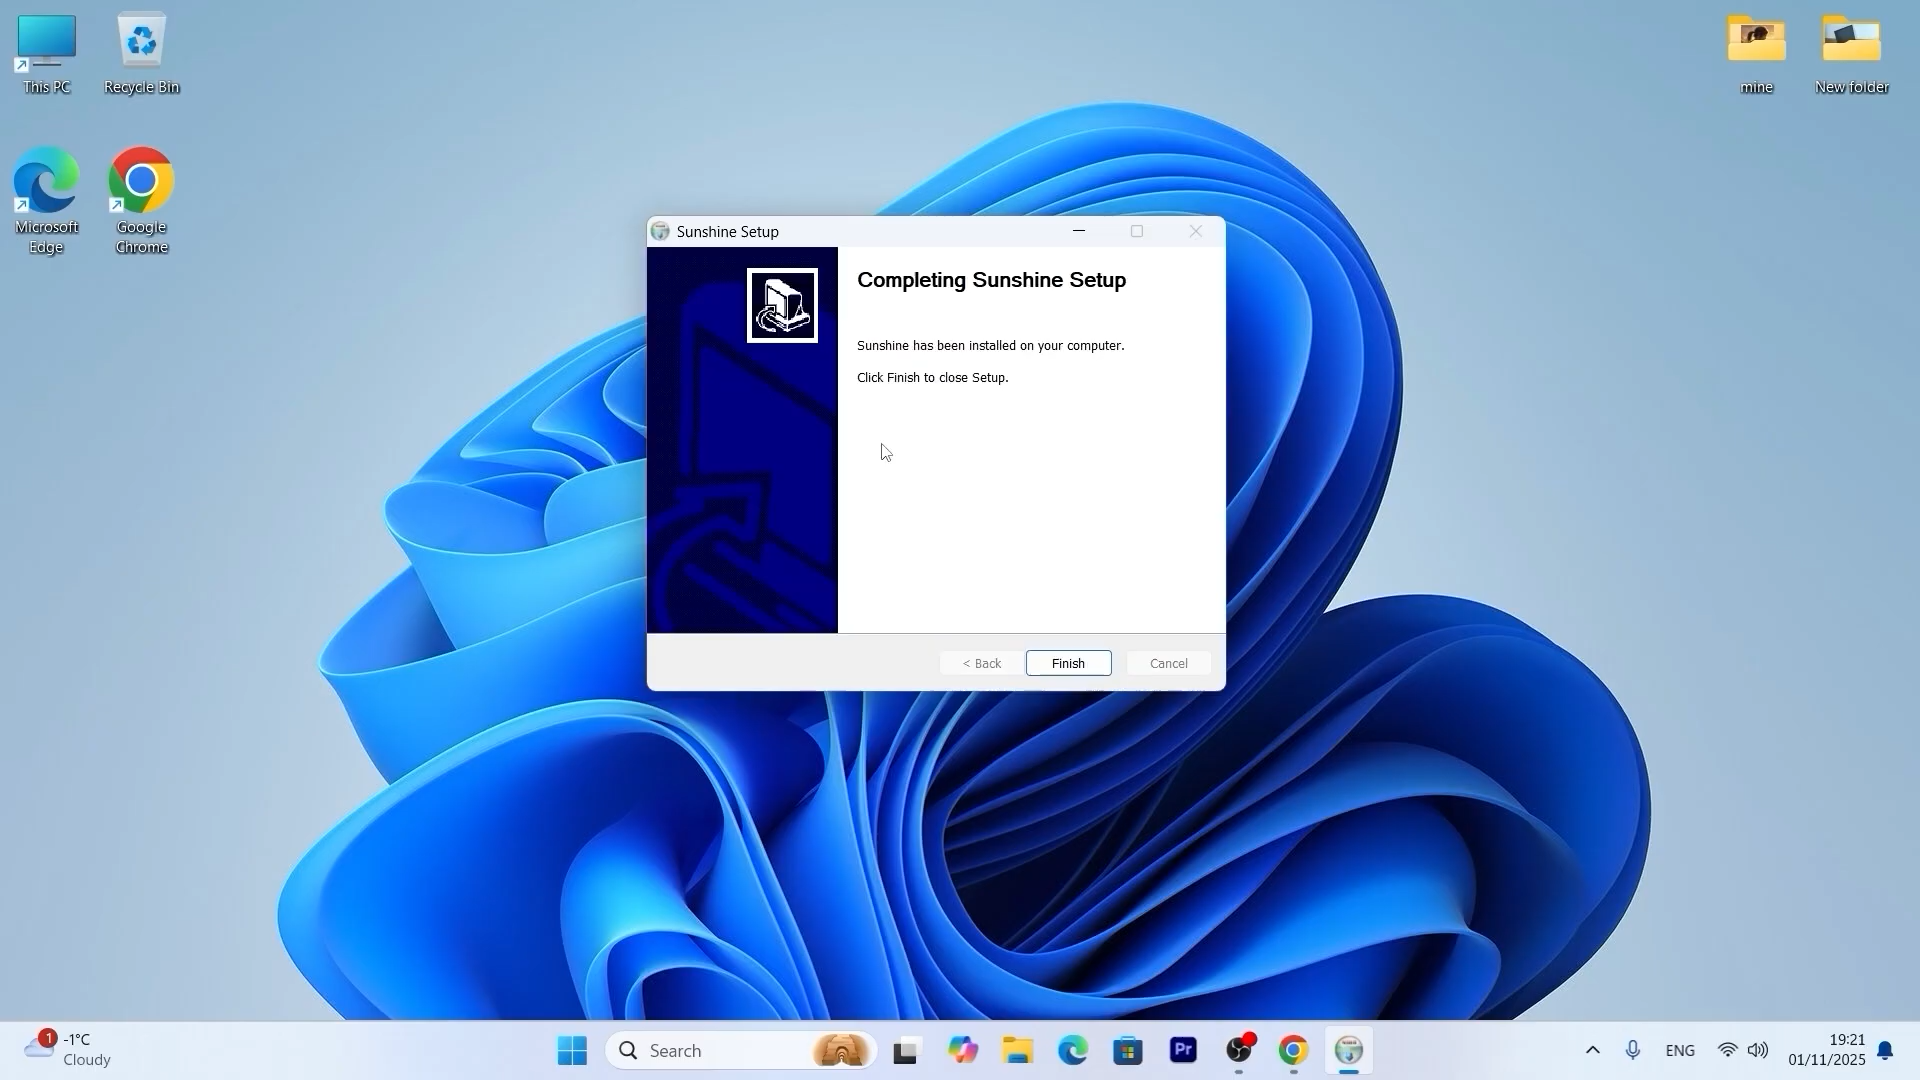 This PC
Recycle Bin
mine
New folder
Microsoft
Edge
Google
Chrome
Sunshine Setup
Completing Sunshine Setup
Sunshine has been installed on your computer.
Click Finish to close Setup.
< Back
Finish
Cancel
1
-1°C
Cloudy
Search
Pr
ENG
19:21
01/11/2025